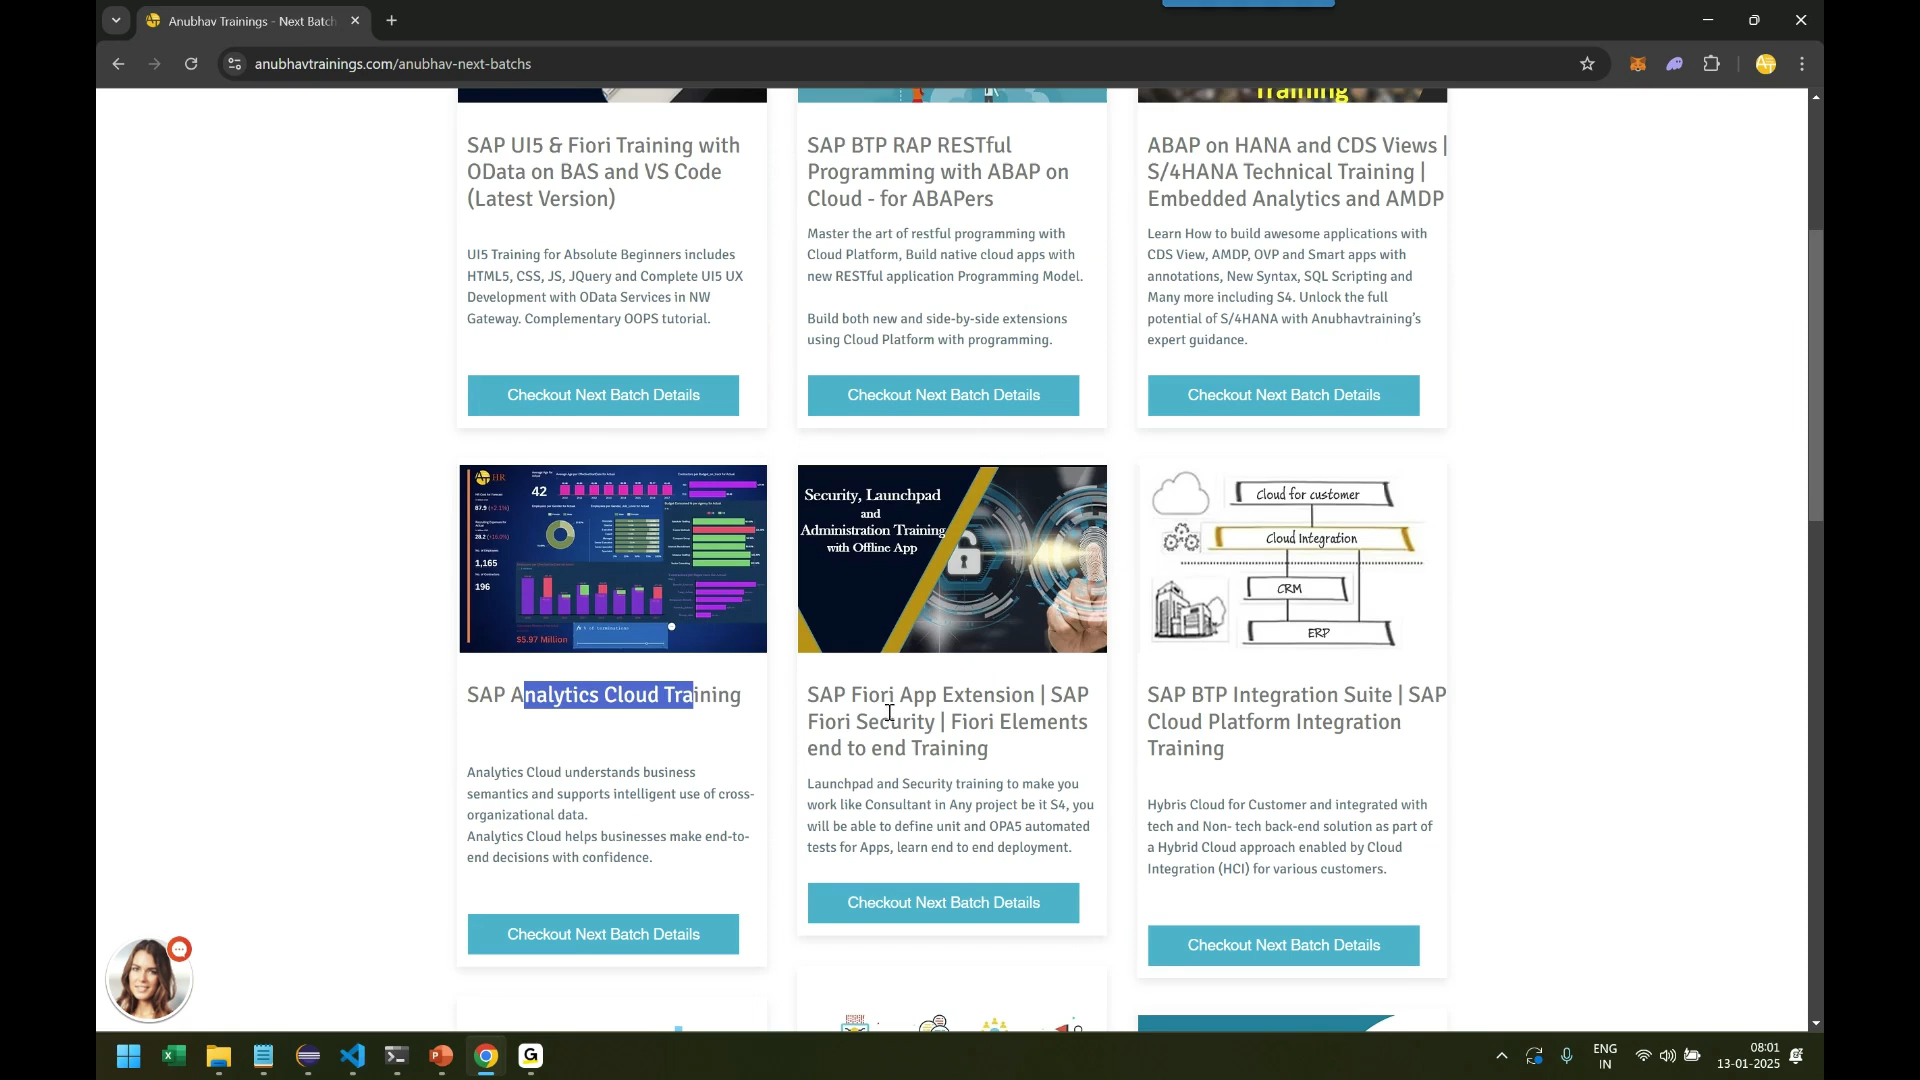 Anubhav Trainings - Next Batch
anubhavtrainings.com/anubhav-next-batchs
Training
SAP UI5 & Fiori Training with
OData on BAS and VS Code
(Latest Version)
UI5 Training for Absolute Beginners includes
HTML5, CSS, JS, JQuery and Complete UI5 UX
Development with OData Services in NW
Gateway. Complementary OOPS tutorial.
Checkout Next Batch Details
SAP BTP RAP RESTful
Programming with ABAP on
Cloud - for ABAPers
Master the art of restful programming with
Cloud Platform, Build native cloud apps with
new RESTful application Programming Model.
Build both new and side-by-side extensions
using Cloud Platform with programming.
Checkout Next Batch Details
ABAP on HANA and CDS Views |
S/4HANA Technical Training |
Embedded Analytics and AMDP
Learn How to build awesome applications with
CDS View, AMDP, OVP and Smart apps with
annotations, New Syntax, SQL Scripting and
Many more including S4. Unlock the full
potential of S/4HANA with Anubhavtraining's
expert guidance.
Checkout Next Batch Details
HR
42
87.9
28.2
1,165
196
$5.97 Million
SAP Analytics Cloud Training
Analytics Cloud understands business
semantics and supports intelligent use of cross-
organizational data.
Analytics Cloud helps businesses make end-to-
end decisions with confidence.
Checkout Next Batch Details
Security, Launchpad
and
Administration Training
with Offline App
SAP Fiori App Extension | SAP
Fiori Security | Fiori Elements
end to end Training
Launchpad and Security training to make you
work like Consultant in Any project be it S4, you
will be able to define unit and OPA5 automated
tests for Apps, learn end to end deployment.
Checkout Next Batch Details
Cloud for customer
Cloud Integration
CRM
ERP
SAP BTP Integration Suite | SAP
Cloud Platform Integration
Training
Hybris Cloud for Customer and integrated with
tech and Non- tech back-end solution as part of
a Hybrid Cloud approach enabled by Cloud
Integration (HCI) for various customers.
Checkout Next Batch Details
ENG
IN
08:01
13-01-2025